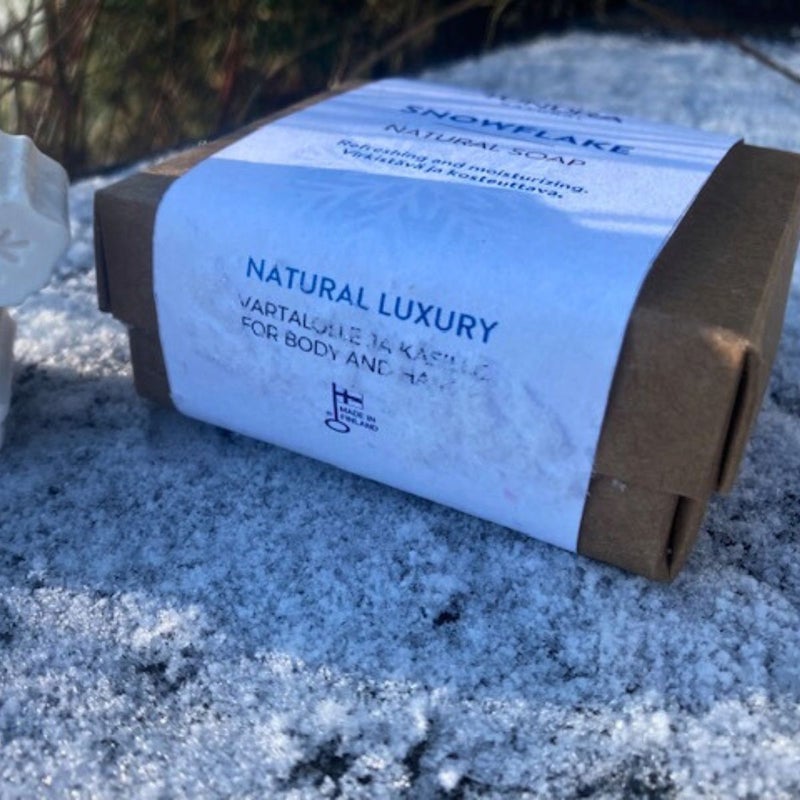 SNOWFLAKE
NATURAL SOAP
Refreshing and moisturizing.
Virkistävä ja kosteuttava.
NATURAL LUXURY
VARTALOLLE JA KÄSILLE
FOR BODY AND
MADE IN
FINLAND